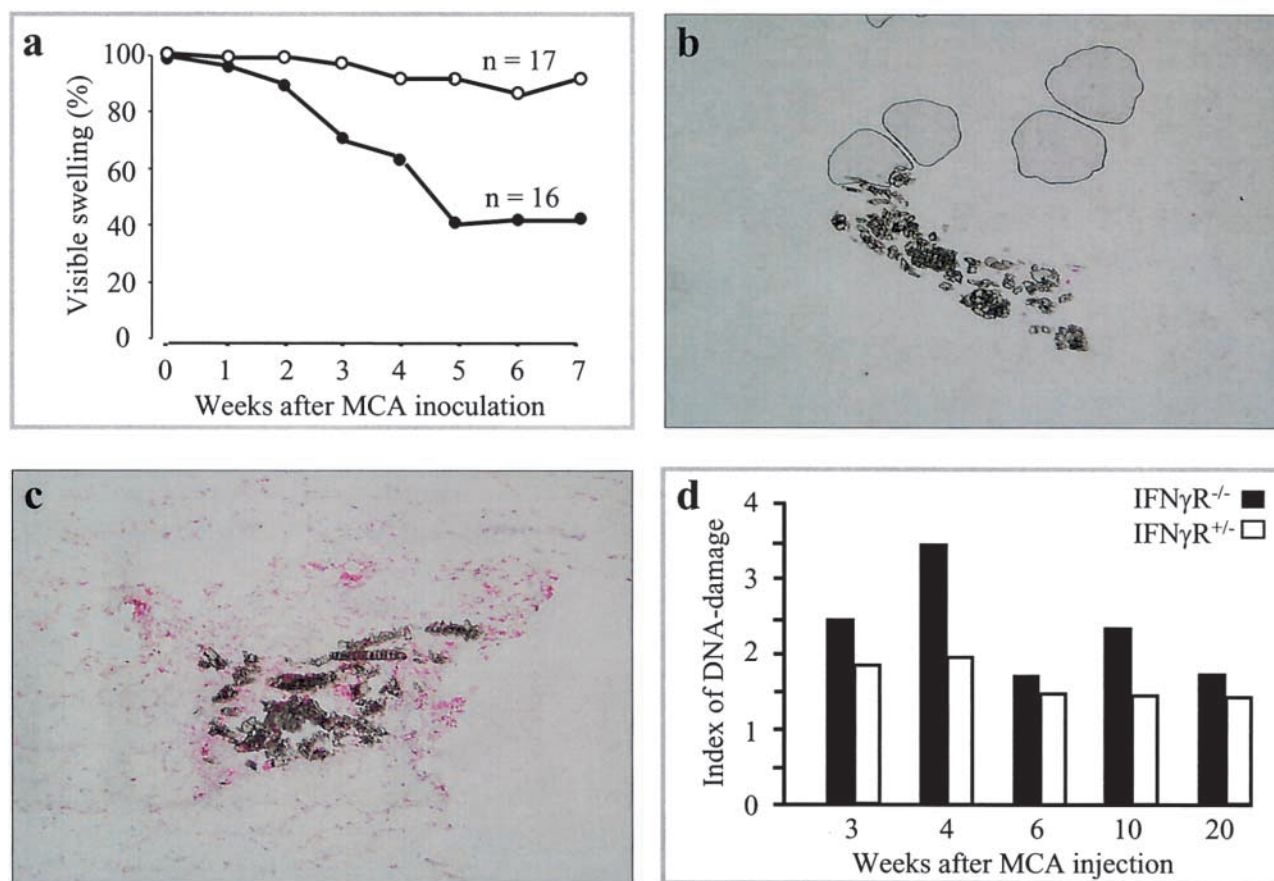 a
100
80
60
40
20
0
Visible swelling (%)
n = 17
n = 16
0 1 2 3 4 5 6 7
Weeks after MCA inoculation
b
c
d
4
3
2
1
0
Index of DNA-damage
IFNγR-/-
IFNγR+/-
3 4 6 10 20
Weeks after MCA injection